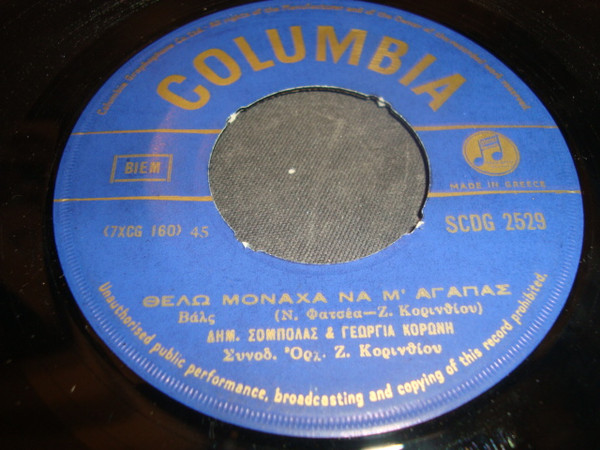 COLUMBIA
BIEM
MADE IN GREECE
(7XCG 160) 45
SCDG 2529
ΘΕΛΩ ΜΟΝΑΧΑ ΝΑ Μ' ΑΓΑΠΑΣ
Βάλς (Ν. Φατσέα–Ζ. Κορινθίου)
ΔΗΜ. ΣΟΜΠΟΛΑΣ & ΓΕΩΡΓΙΑ ΚΟΡΩΝΗ
Συνοδ. Ὀρχ. Ζ. Κορινθίου
Unauthorised public performance, broadcasting and copying of this record prohibited.